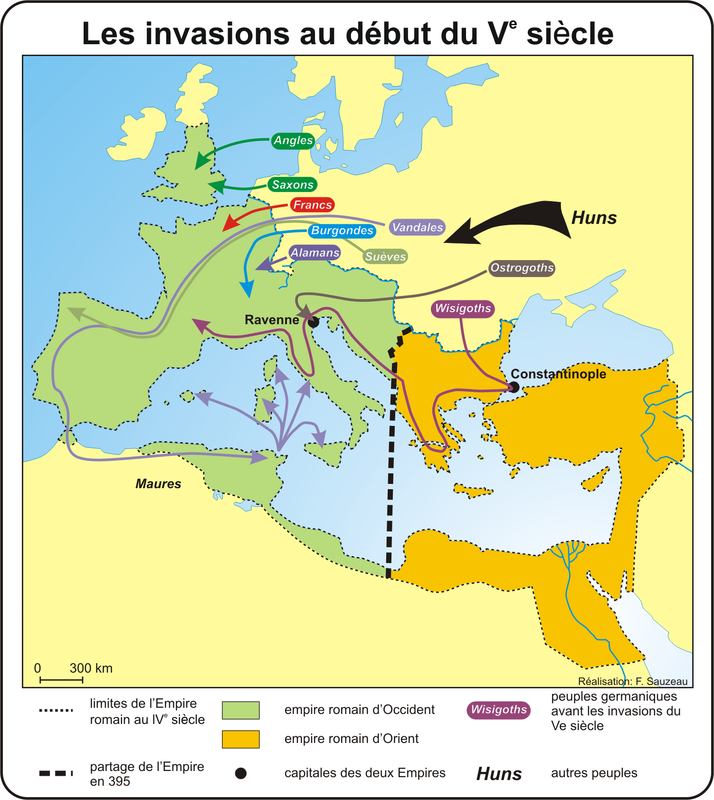 Les invasions au début du Vᵉ siècle
Angles
Saxons
Francs
Huns
Vandales
Burgondes
Alamans
Suèves
Ostrogoths
Wisigoths
Ravenne
Constantinople
Maures
0 300 km
Réalisation: F. Sauzeau
limites de l'Empire
romain au IVᵉ siècle
empire romain d'Occident
Wisigoths
peuples germaniques
avant les invasions du
Ve siècle
empire romain d'Orient
partage de l'Empire
en 395
capitales des deux Empires
Huns
autres peuples